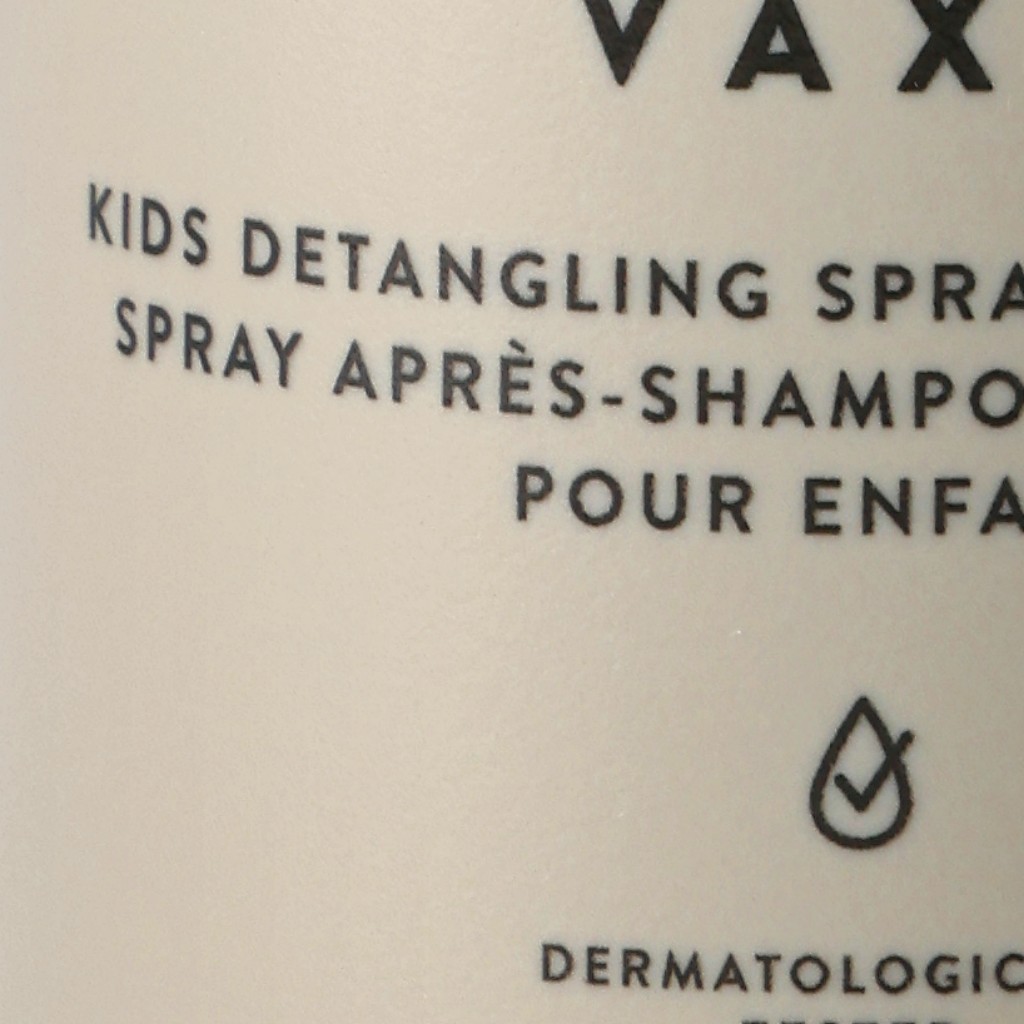 VAX
KIDS DETANGLING SPRA
SPRAY APRÈS-SHAMPO
POUR ENFA
DERMATOLOGIC